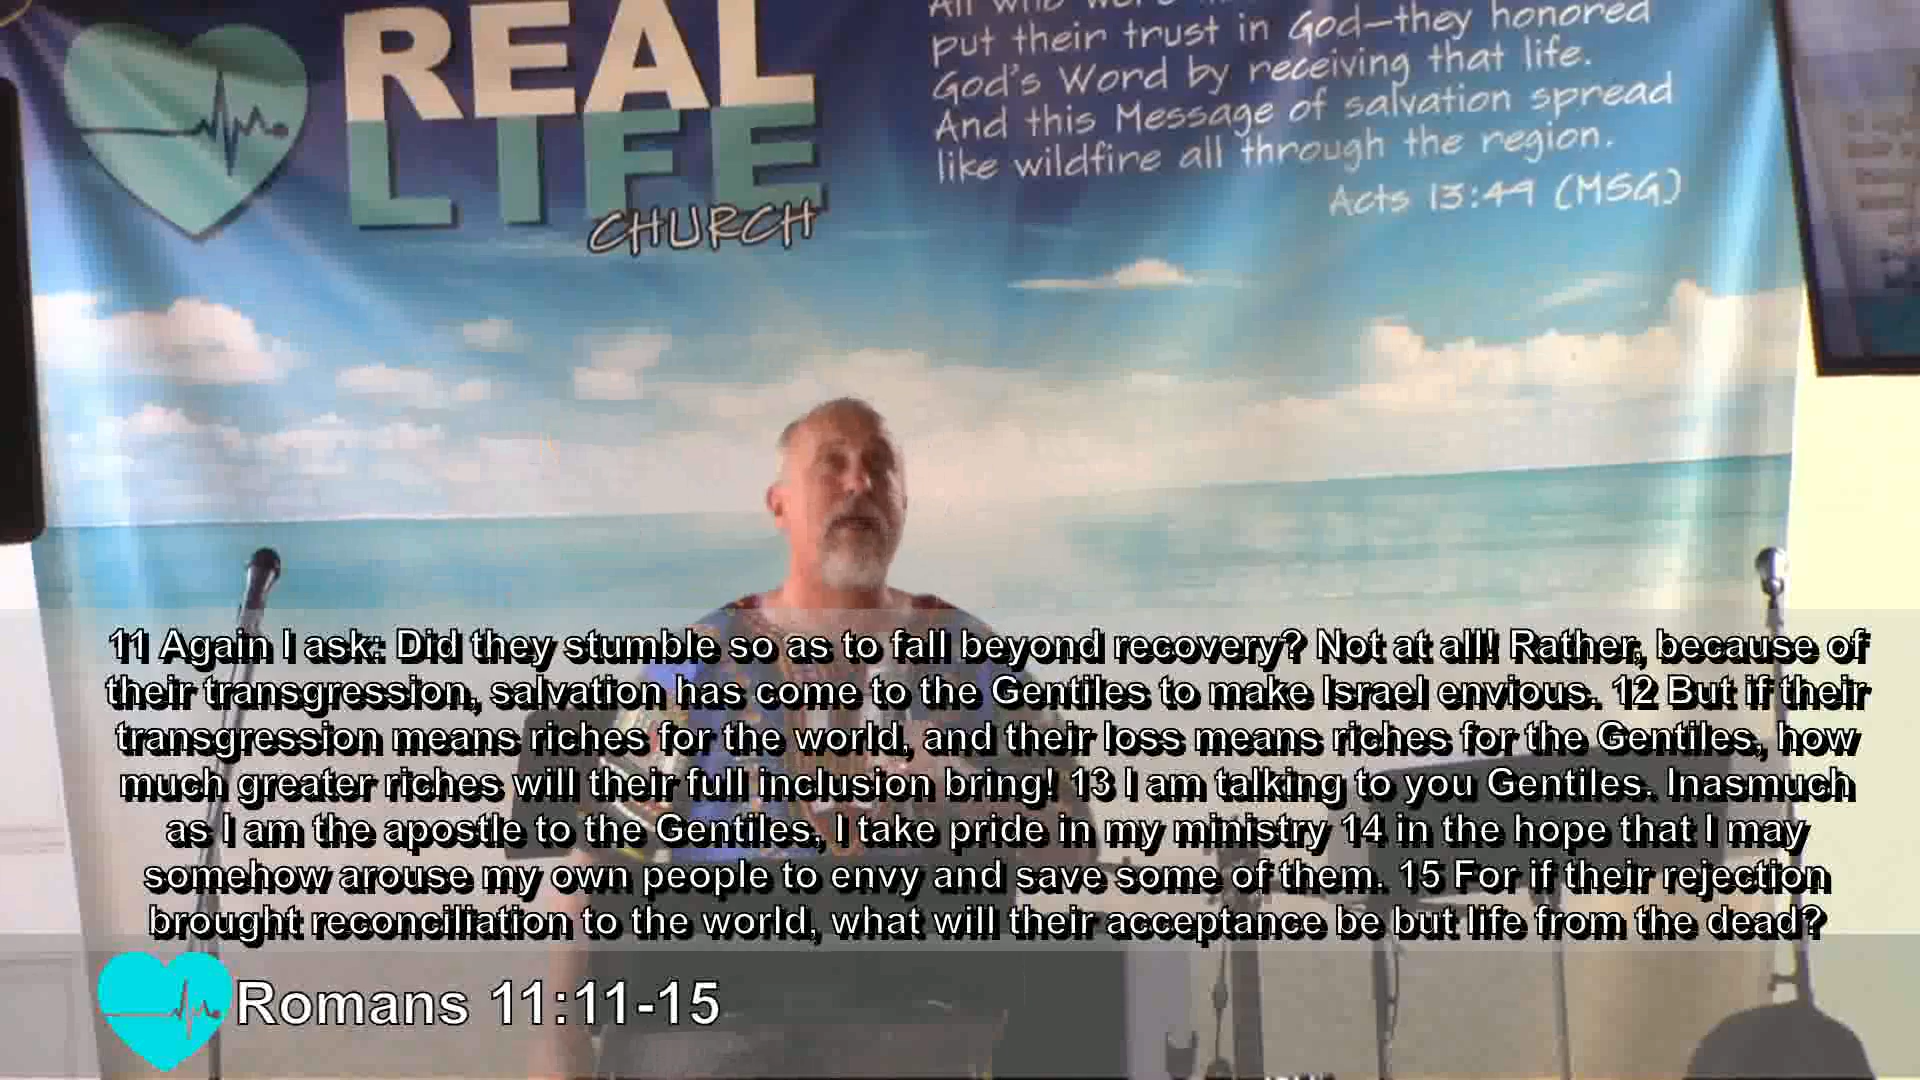 REAL
LIFE
CHURCH
put their trust in God—they honored
God's Word by receiving that life.
And this Message of salvation spread
like wildfire all through the region.
Acts 13:49 (MSG)
11 Again I ask: Did they stumble so as to fall beyond recovery? Not at all! Rather, because of
their transgression, salvation has come to the Gentiles to make Israel envious. 12 But if their
transgression means riches for the world, and their loss means riches for the Gentiles, how
much greater riches will their full inclusion bring! 13 I am talking to you Gentiles. Inasmuch
as I am the apostle to the Gentiles, I take pride in my ministry 14 in the hope that I may
somehow arouse my own people to envy and save some of them. 15 For if their rejection
brought reconciliation to the world, what will their acceptance be but life from the dead?
Romans 11:11-15